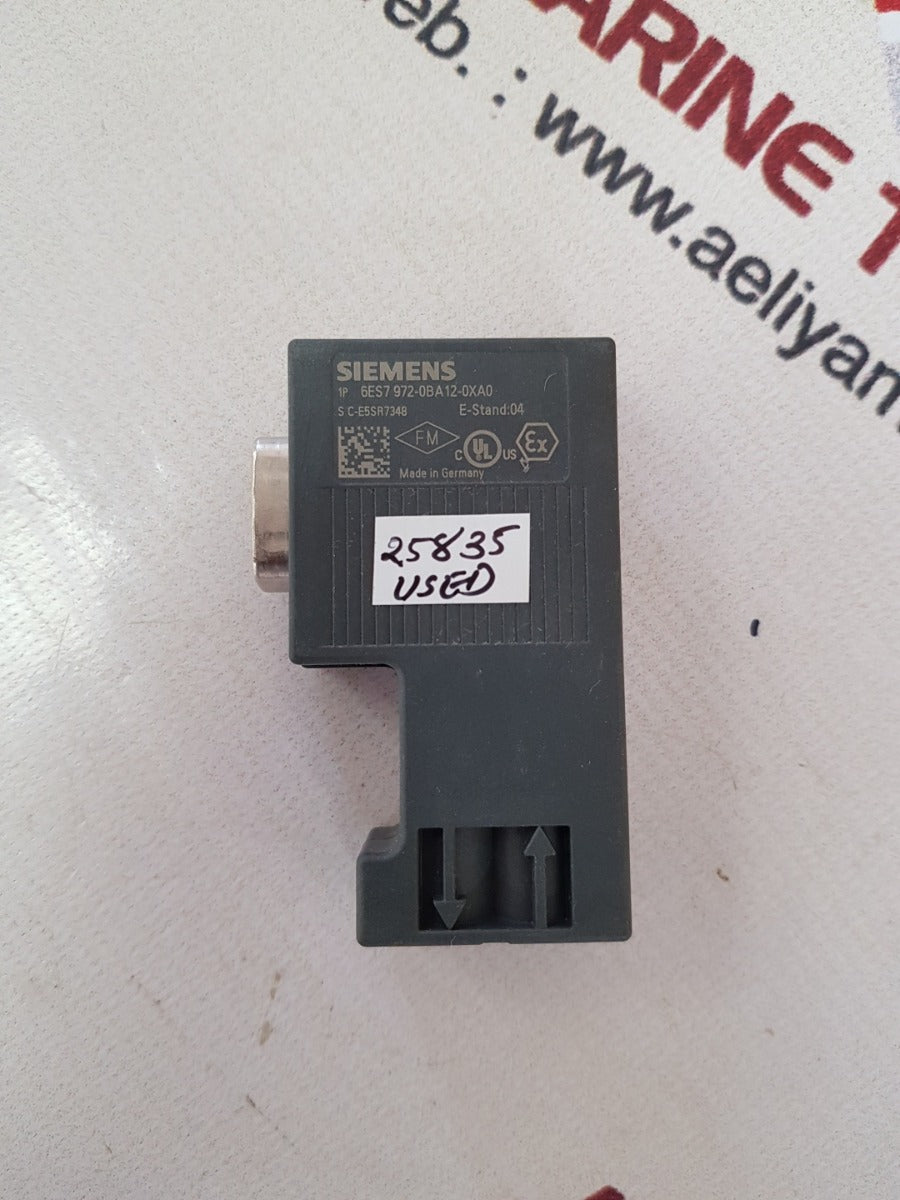 ARINE T
eb. : www.aeliyam
SIEMENS
1P 6ES7 972-0BA12-0XA0
S C-E5SR7348 E-Stand:04
FM C UL US Ex
Made in Germany
25835
USED